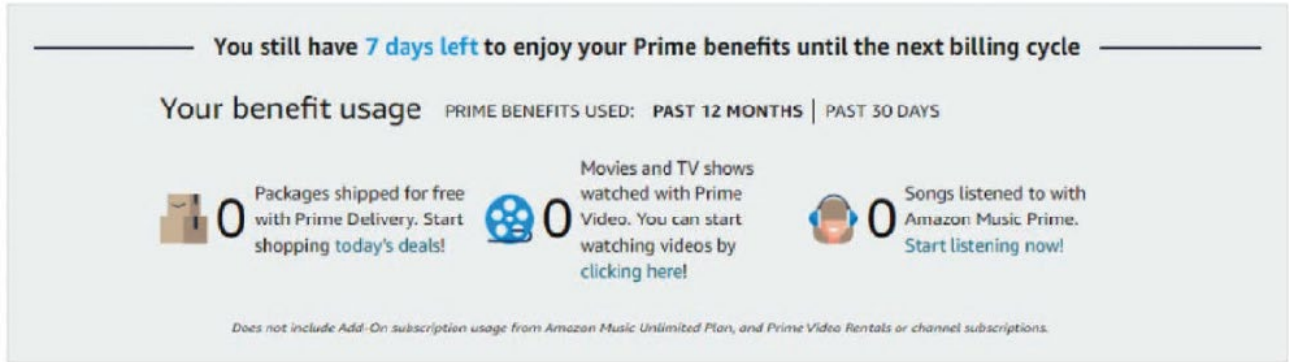 You still have 7 days left to enjoy your Prime benefits until the next billing cycle
Your benefit usage PRIME BENEFITS USED: PAST 12 MONTHS | PAST 30 DAYS
0
Packages shipped for free
with Prime Delivery. Start
shopping today's deals!
0
Movies and TV shows
watched with Prime
Video. You can start
watching videos by
clicking here!
0
Songs listened to with
Amazon Music Prime.
Start listening now!
Does not include Add-On subscription usage from Amazon Music Unlimited Plan, and Prime Video Rentals or channel subscriptions.